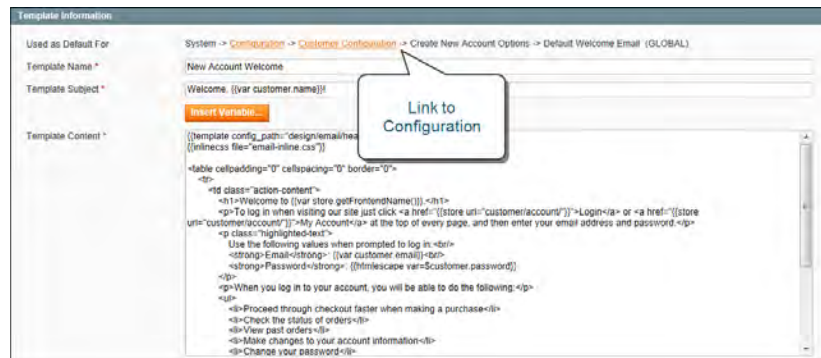 Template Information
Used as Default For System -> Configuration -> Customer Configuration -> Create New Account Options -> Default Welcome Email (GLOBAL)
Template Name * New Account Welcome
Template Subject * Welcome, {{var customer.name}}!
Insert Variable...
Link to
Configuration
Template Content *
{{template config_path="design/email/hea
{{inlinecss file="email-inline.css"}}
<table cellpadding="0" cellspacing="0" border="0">
<tr>
<td class="action-content">
<h1>Welcome to {{var store.getFrontendName()}}.</h1>
<p>To log in when visiting our site just click <a href="{{store url="customer/account/"}}">Login</a> or <a href="{{store
url="customer/account/"}}">My Account</a> at the top of every page, and then enter your email address and password.</p>
<p class="highlighted-text">
Use the following values when prompted to log in:<br/>
<strong>Email</strong>: {{var customer.email}}<br/>
<strong>Password</strong>: {{htmlescape var=$customer.password}}
</p>
<p>When you log in to your account, you will be able to do the following:</p>
<ul>
<li>Proceed through checkout faster when making a purchase</li>
<li>Check the status of orders</li>
<li>View past orders</li>
<li>Make changes to your account information</li>
<li>Change your password</li>